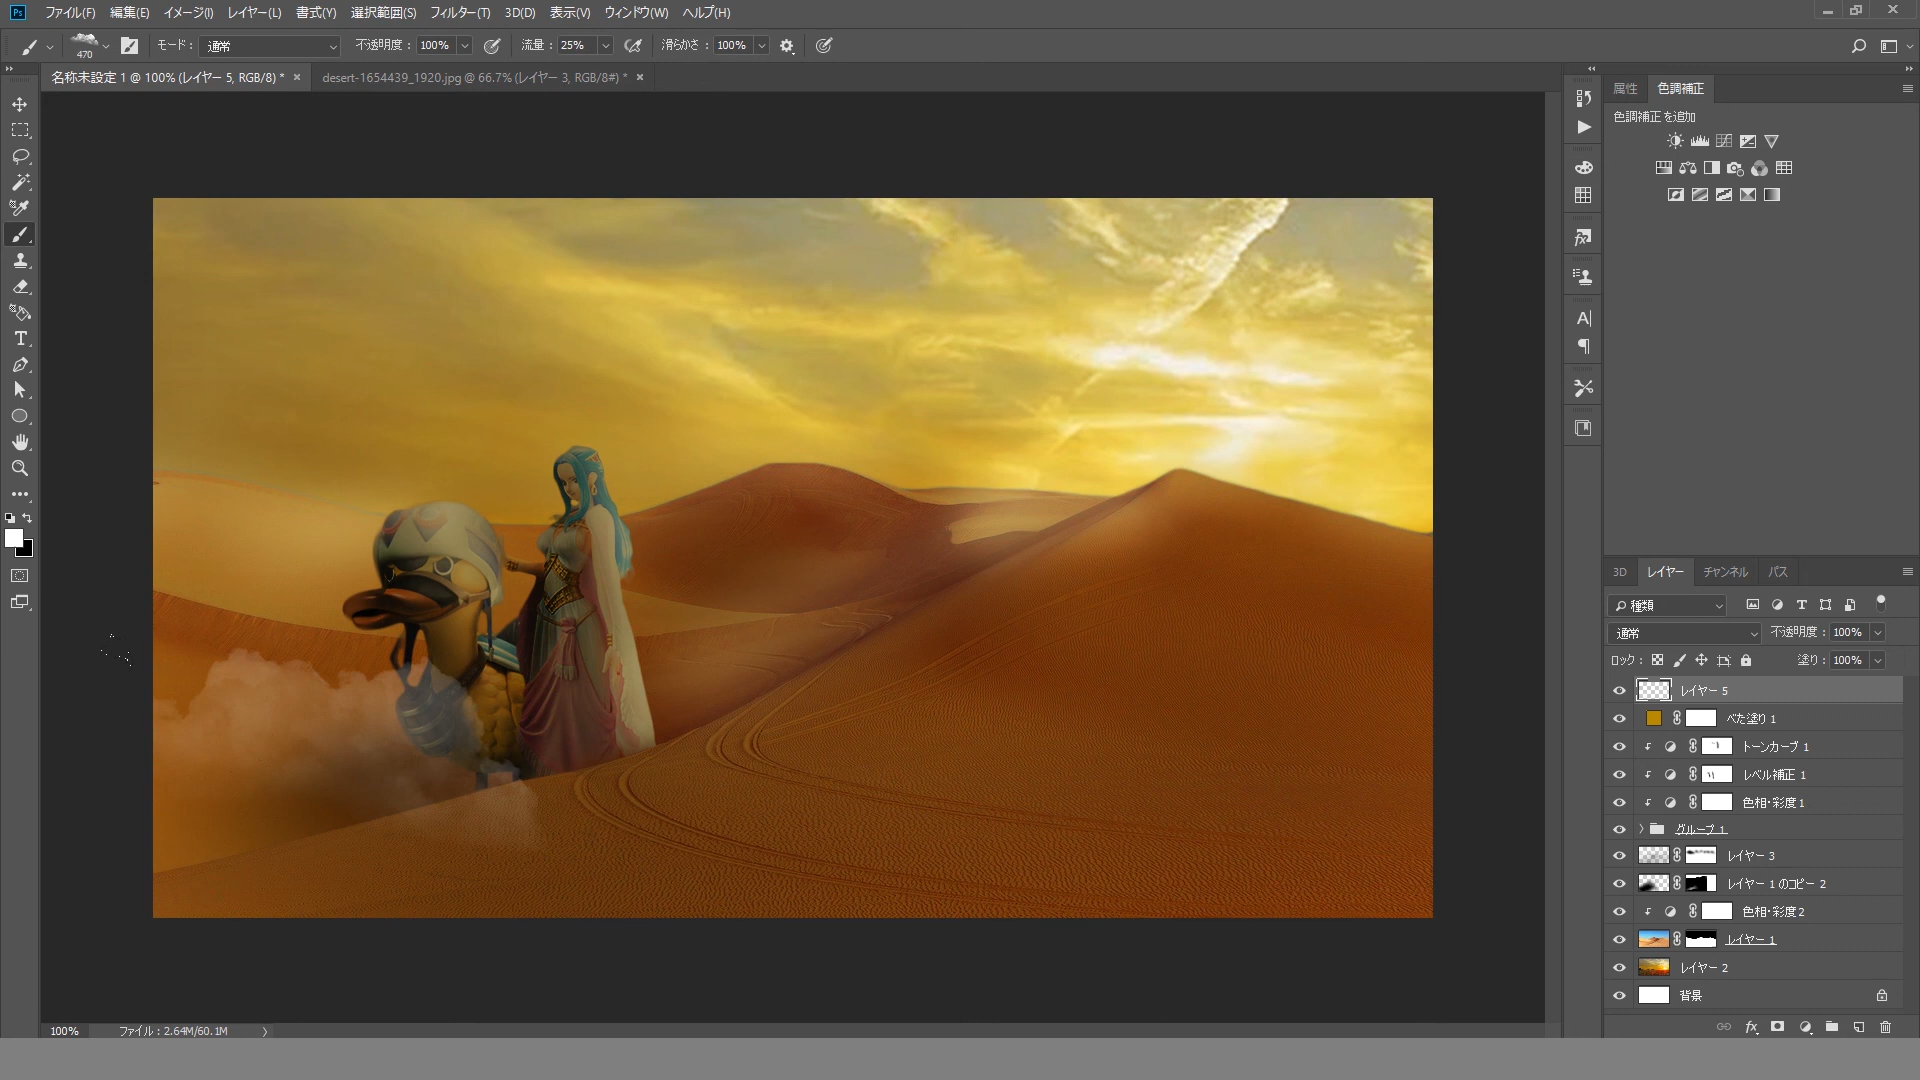 Ps ファイル(F) 編集(E) イメージ(I) レイヤー(L) 書式(Y) 選択範囲(S) フィルター(T) 3D(D) 表示(V) ウィンドウ(W) ヘルプ(H)
470 モード： 通常 不透明度： 100% 流量： 25% 滑らかさ： 100%
名称未設定 1 @ 100% (レイヤー 5, RGB/8) * × desert-1654439_1920.jpg @ 66.7% (レイヤー 3, RGB/8#) * ×
属性 色調補正
色調補正を追加
3D レイヤー チャンネル パス
種類
通常 不透明度： 100%
ロック： 塗り： 100%
レイヤー 5
べた塗り 1
トーンカーブ 1
レベル補正 1
色相・彩度 1
グループ 1
レイヤー 3
レイヤー 1 のコピー 2
色相・彩度 2
レイヤー 1
レイヤー 2
背景
100% ファイル：2.64M/60.1M